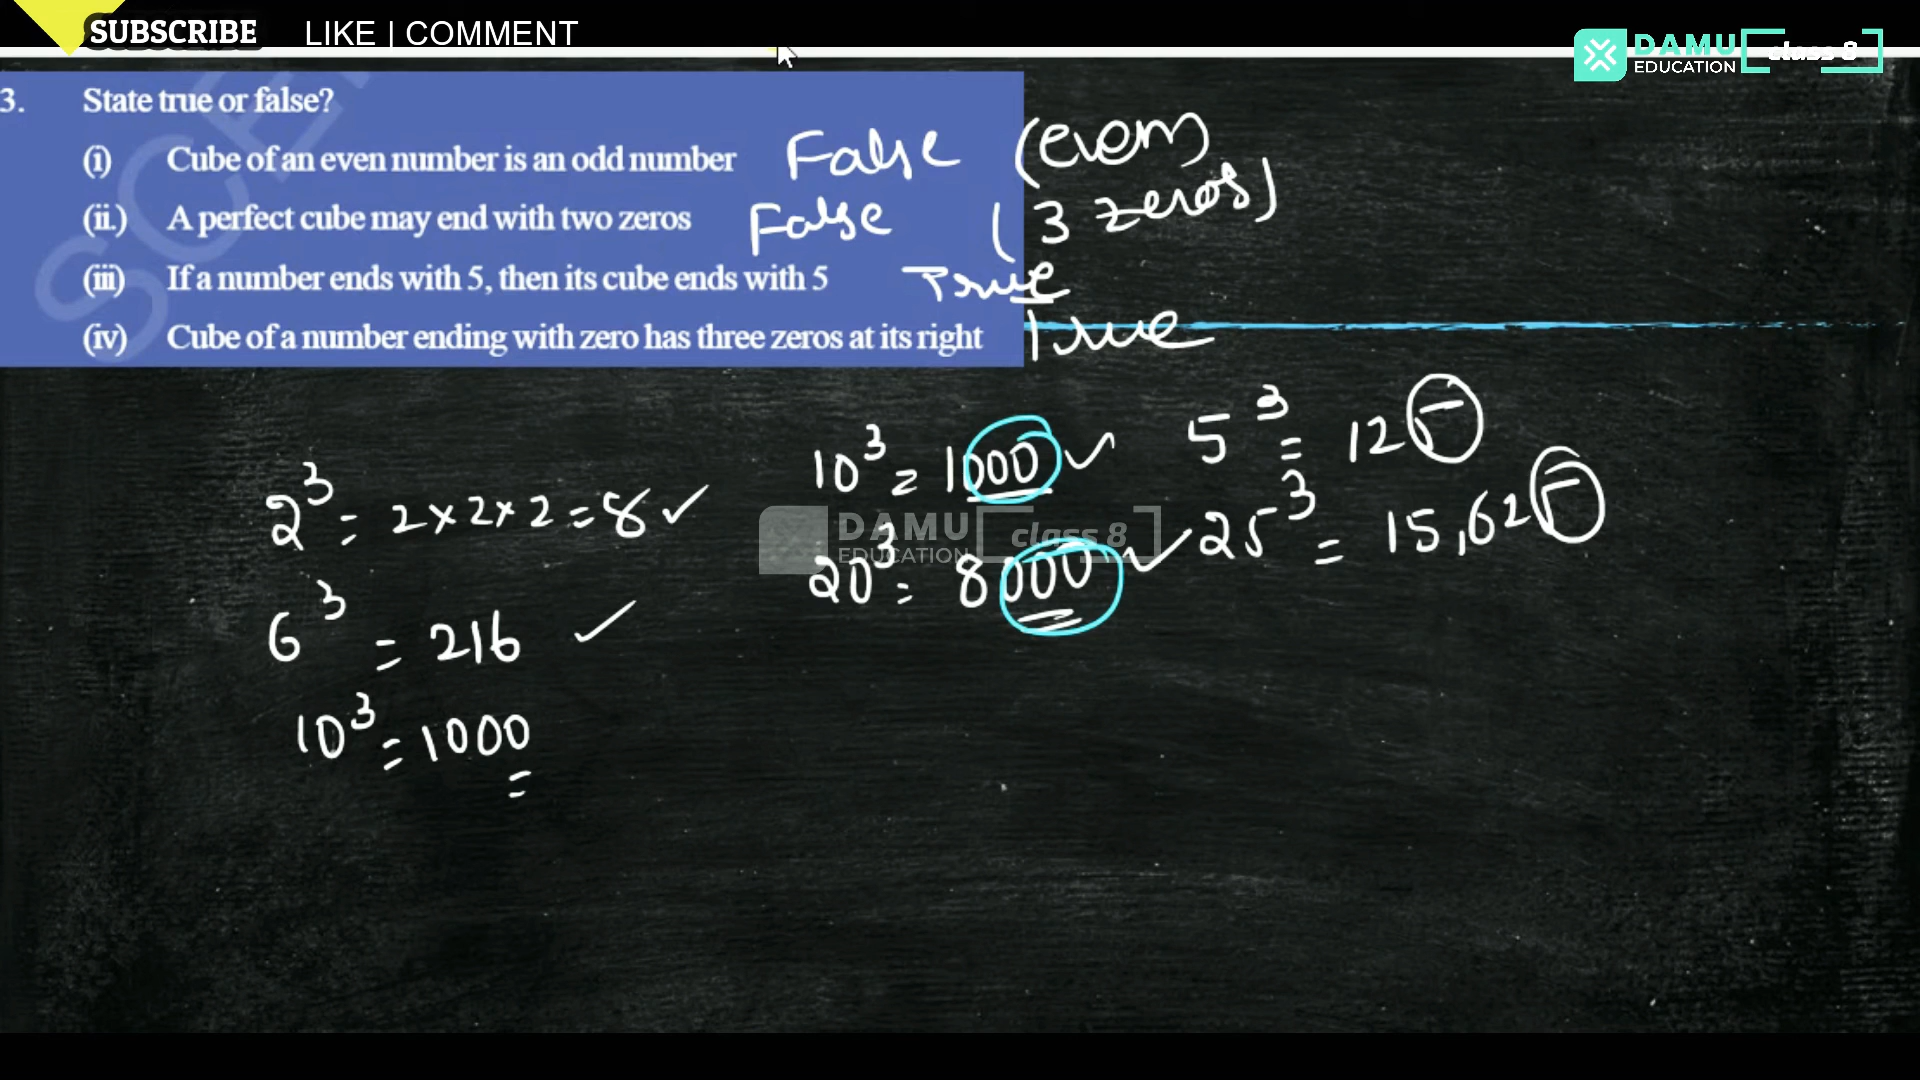 SUBSCRIBE LIKE | COMMENT
DAMU EDUCATION class 8
3. State true or false?
(i) Cube of an even number is an odd number False (even)
(ii.) A perfect cube may end with two zeros False (3 zeros)
(iii) If a number ends with 5, then its cube ends with 5 True
(iv) Cube of a number ending with zero has three zeros at its right True
2³ = 2 × 2 × 2 = 8 ✓
6³ = 216 ✓
10³ = 1000
10³ = 1000 ✓
20³ = 8000 ✓
5³ = 125
25³ = 15,625
DAMU EDUCATION class 8